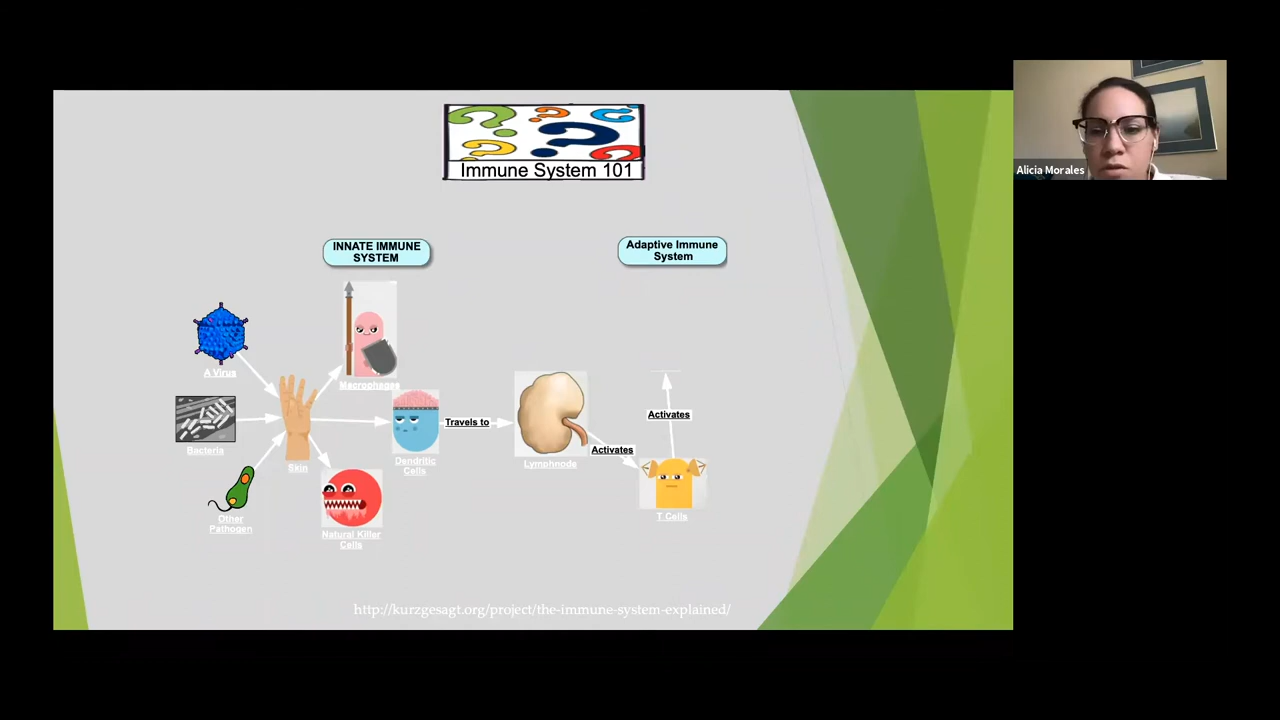 Immune System 101
INNATE IMMUNE
SYSTEM
Adaptive Immune
System
A Virus
Macrophages
Bacteria
Skin
Dendritic
Cells
Travels to
Lymphnode
Activates
Activates
T Cells
Other
Pathogen
Natural Killer
Cells
http://kurzgesagt.org/project/the-immune-system-explained/
Alicia Morales